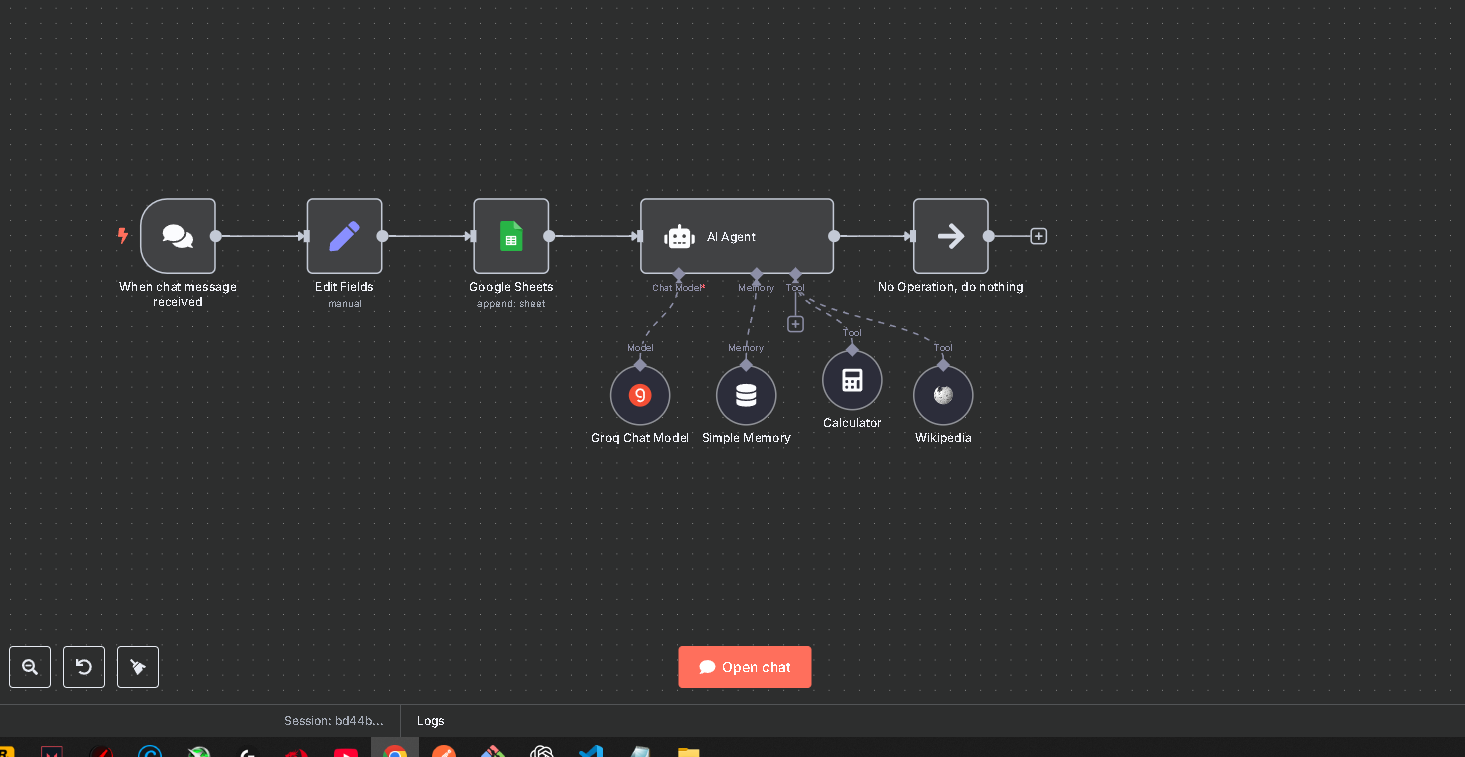 AI Agent
When chat message
received
Edit Fields
manual
Google Sheets
append: sheet
Chat Model*
Memory
Tool
No Operation, do nothing
Tool
Model
Memory
Tool
Calculator
Groq Chat Model
Simple Memory
Wikipedia
Open chat
Session: bd44b...
Logs